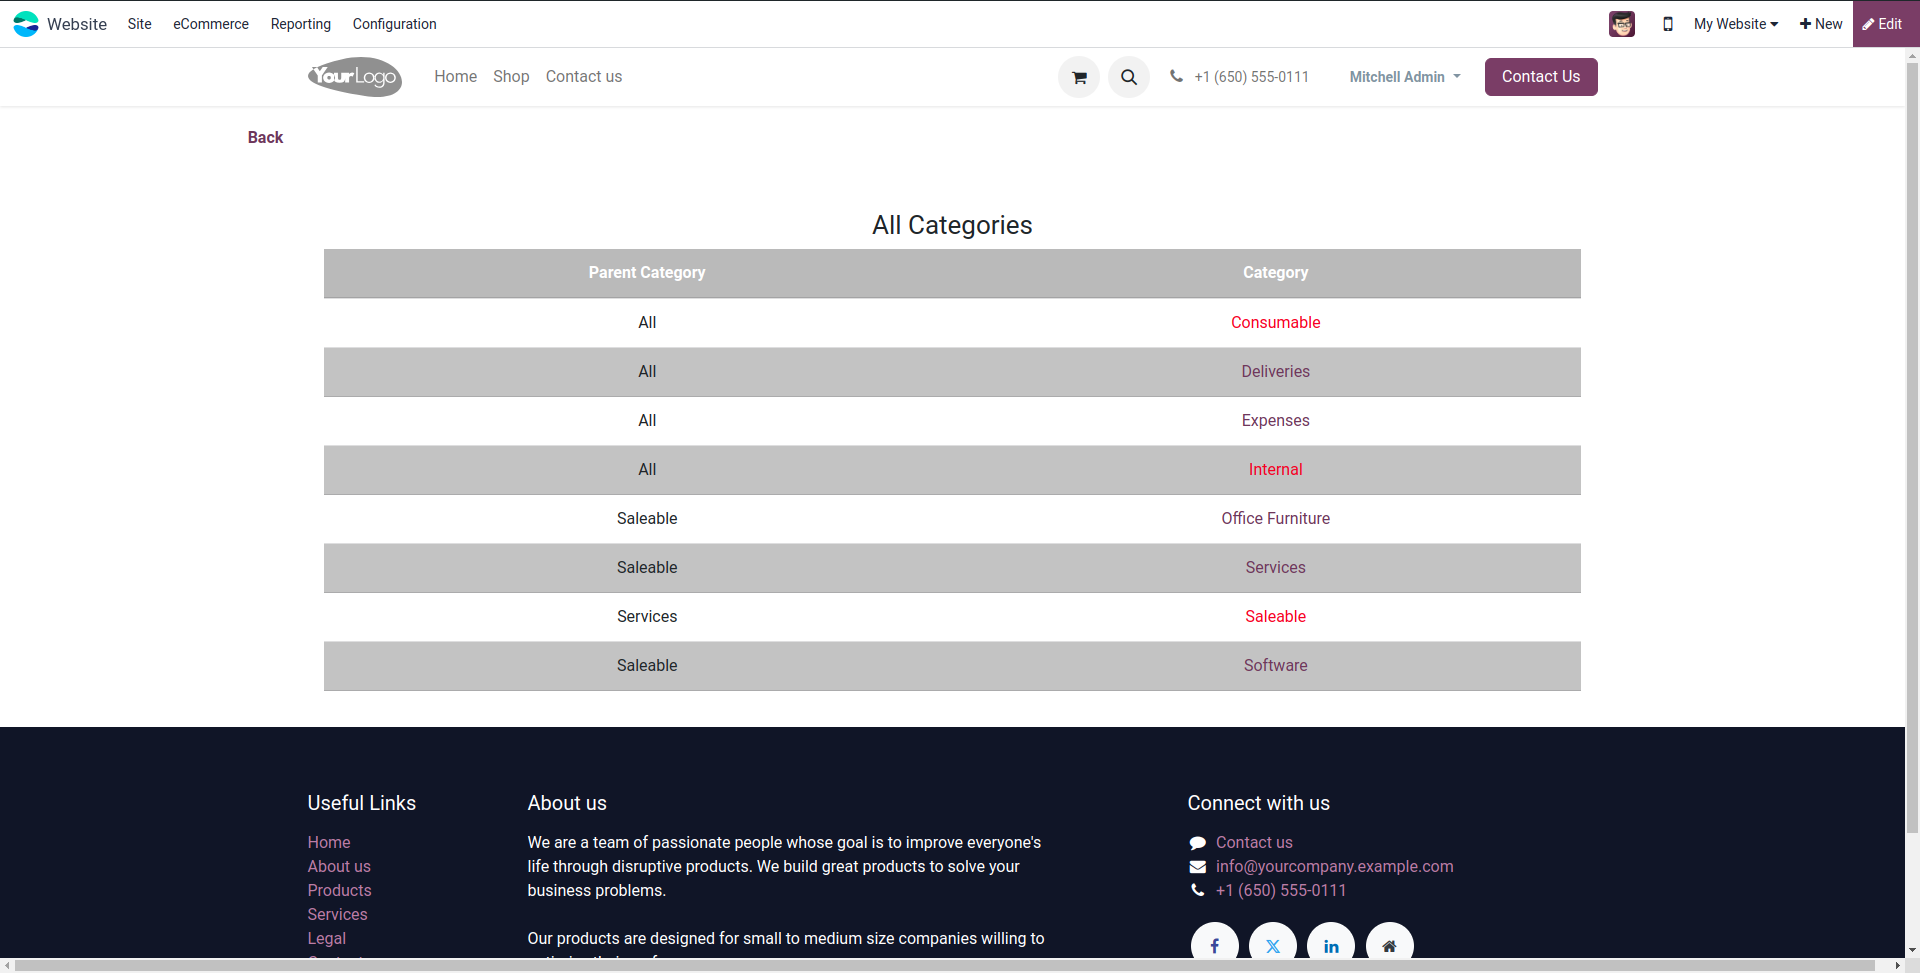 Website Site eCommerce Reporting Configuration My Website New Edit
YourLogo Home Shop Contact us +1 (650) 555-0111 Mitchell Admin Contact Us
Back
All Categories
Parent Category Category
All Consumable
All Deliveries
All Expenses
All Internal
Saleable Office Furniture
Saleable Services
Services Saleable
Saleable Software
Useful Links
Home
About us
Products
Services
Legal
About us
We are a team of passionate people whose goal is to improve everyone's
life through disruptive products. We build great products to solve your
business problems.
Our products are designed for small to medium size companies willing to
Connect with us
Contact us
info@yourcompany.example.com
+1 (650) 555-0111